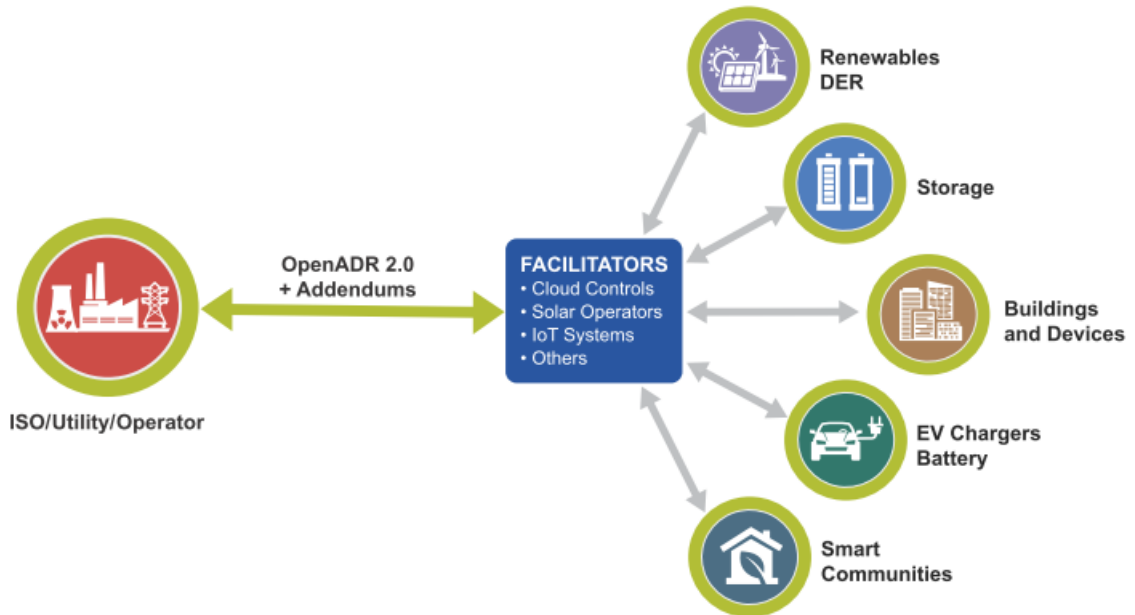 Renewables
DER
Storage
OpenADR 2.0
+ Addendums
FACILITATORS
• Cloud Controls
• Solar Operators
• IoT Systems
• Others
Buildings
and Devices
ISO/Utility/Operator
EV Chargers
Battery
Smart
Communities